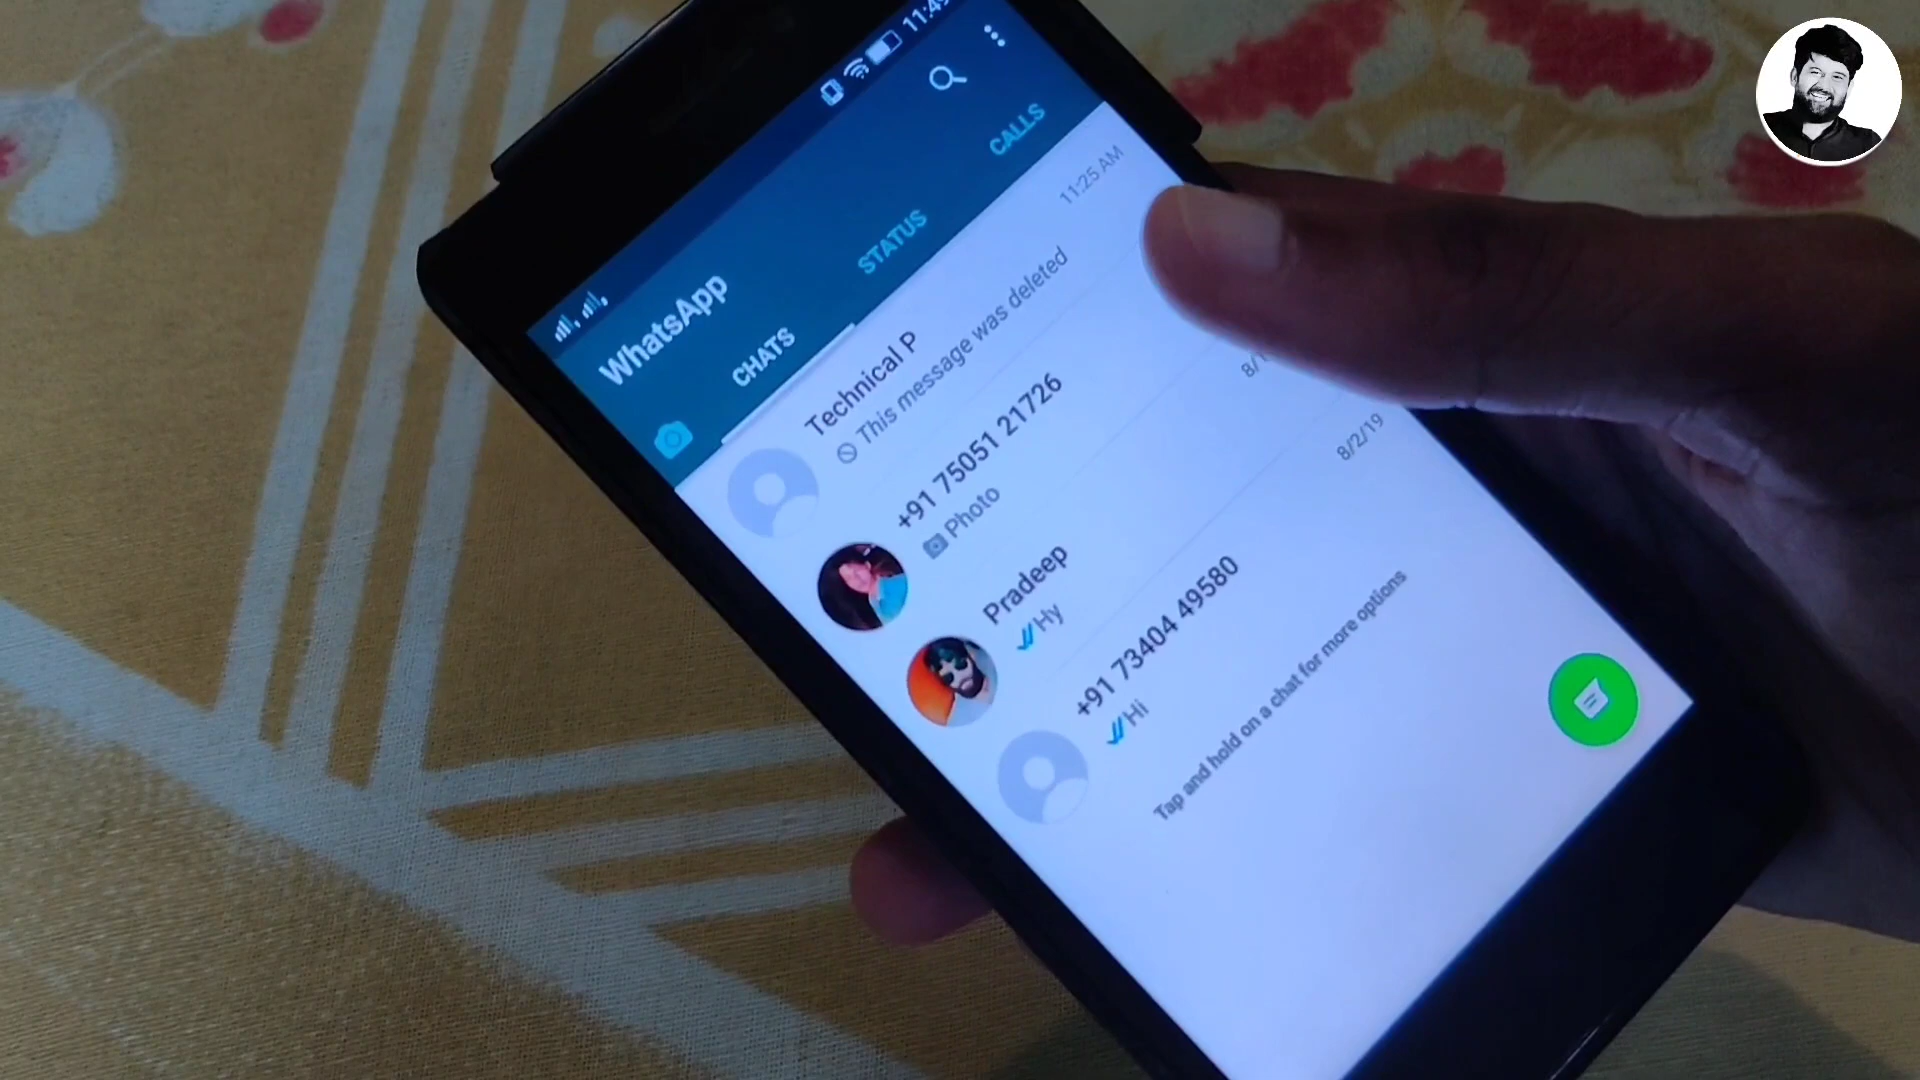 WhatsApp
CHATS
STATUS
CALLS
Technical P
11:25 AM
This message was deleted
+91 75051 21726
Photo
Pradeep
8/2/19
Hy
+91 73404 49580
Hi
Tap and hold on a chat for more options